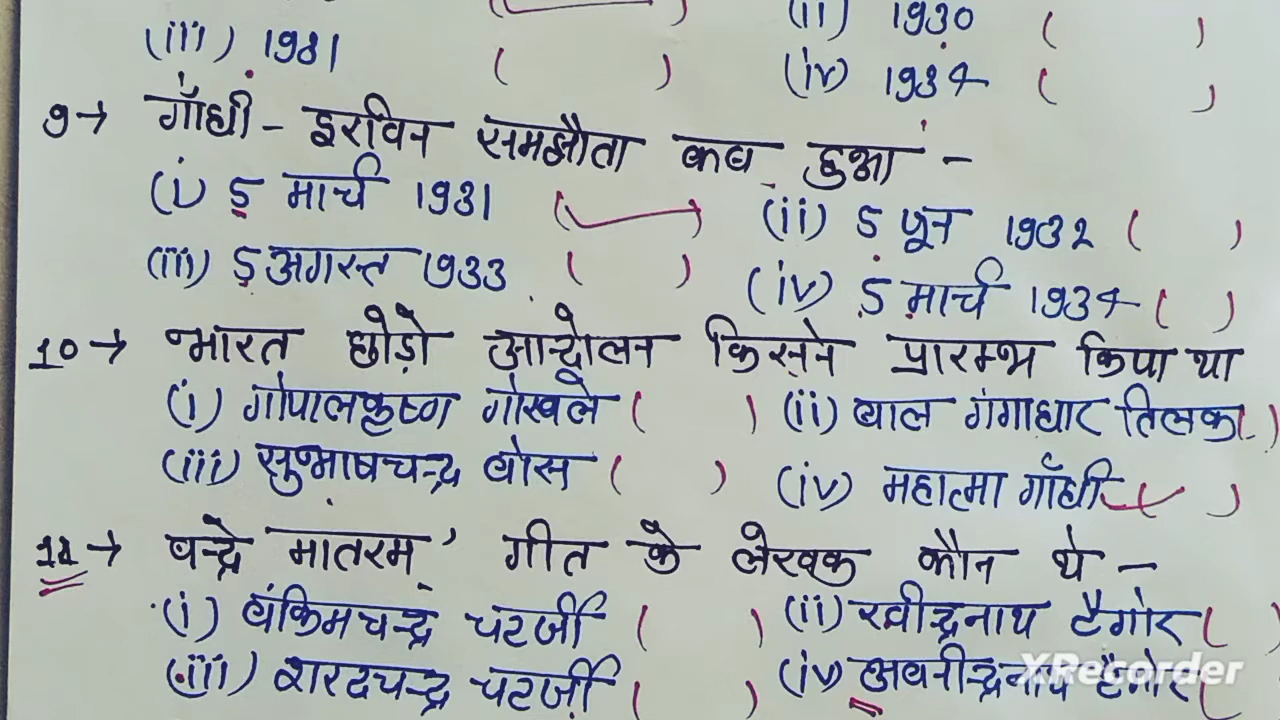 (ii) 1930 ( )
(iii) 1931 ( ) (iv) 1934 ( )
9→ गाँधी - इरविन समझौता कब हुआ -
(i) 5 मार्च 1931 ( ) (ii) 5 जून 1932 ( )
(iii) 5 अगस्त 1933 ( ) (iv) 5 मार्च 1934 ( )
10→ भारत छोड़ो आन्दोलन किसने प्रारम्भ किया था
(i) गोपालकृष्ण गोखले ( ) (ii) बाल गंगाधार तिलक ( )
(iii) सुभाषचन्द्र बोस ( ) (iv) महात्मा गाँधी ( )
11→ वन्द्रे मातरम्' गीत के लेखक कौन थे -
(i) बंकिमचन्द्र चटर्जी ( ) (ii) रवीन्द्रनाथ टैगोर (
(iii) शरदचन्द्र चटर्जी ( ) (iv) अवनीन्द्रनाथ टैगोर (
XRecorder